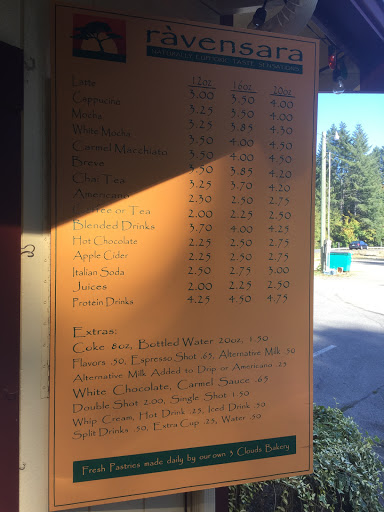 ràvensara
NATURALLY TASTE SENSATIONS
12oz 16oz 20oz
Latte 3.00 3.50 4.00
Cappucina 3.25 3.50 4.00
Mocha 3.25 3.85 4.30
White Mocha 3.50 4.00 4.50
Carmel Macchiato 3.50 4.00 4.50
Breve 3.50 3.85 4.20
Chai Tea 3.25 3.70 4.20
Americano 2.30 2.50 2.75
Coffee or Tea 2.00 2.25 2.50
Blended Drinks 3.70 4.00 4.25
Hot Chocolate 2.25 2.50 2.75
Apple Cider 2.25 2.50 2.75
Italian Soda 2.50 2.75 3.00
Juices 2.00 2.25 2.50
Protein Drinks 4.25 4.50 4.75
Extras:
Coke 8oz, Bottled Water 20oz, 1.50
Flavors .50, Espresso Shot .65, Alternative Milk .50
Alternative Milk Added to Drip or Americano .25
White Chocolate, Carmel Sauce .65
Double Shot 2.00, Single Shot 1.50
Whip Cream, Hot Drink .25, Iced Drink .50
Split Drinks .50, Extra Cup .25, Water .50
Fresh Pastries made daily by our own 3 Clouds Bakery